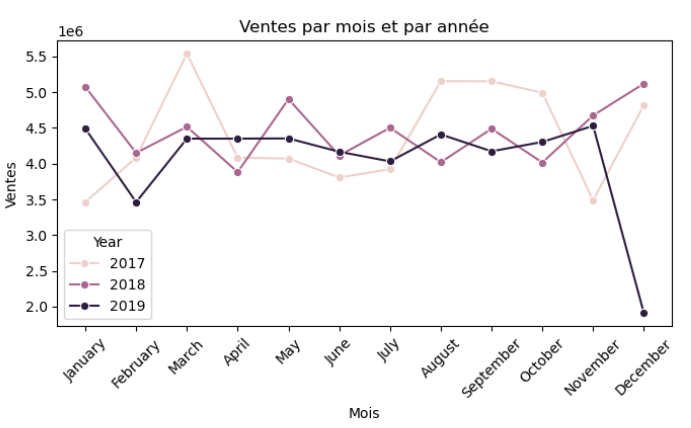 Ventes par mois et par année
1e6
5.5
5.0
4.5
4.0
3.5
3.0
2.5
2.0
Ventes
Year
2017
2018
2019
January
February
March
April
May
June
July
August
September
October
November
December
Mois